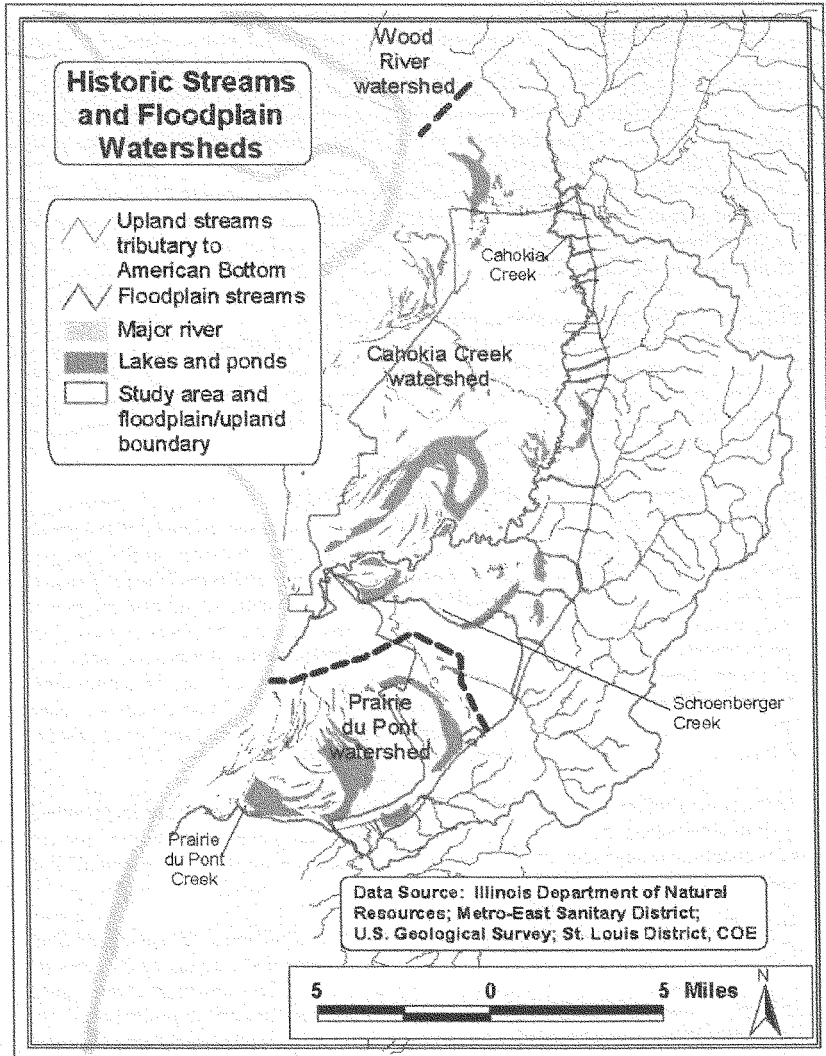 Historic Streams
and Floodplain
Watersheds
Wood
River
watershed
Upland streams
tributary to
American Bottom
Floodplain streams
Major river
Lakes and ponds
Study area and
floodplain/upland
boundary
Cahokia
Creek
Cahokia Creek
watershed
Schoenberger
Creek
Prairie
du Pont
watershed
Prairie
du Pont
Creek
Data Source: Illinois Department of Natural
Resources; Metro-East Sanitary District;
U.S. Geological Survey; St. Louis District, COE
5 0 5 Miles
N